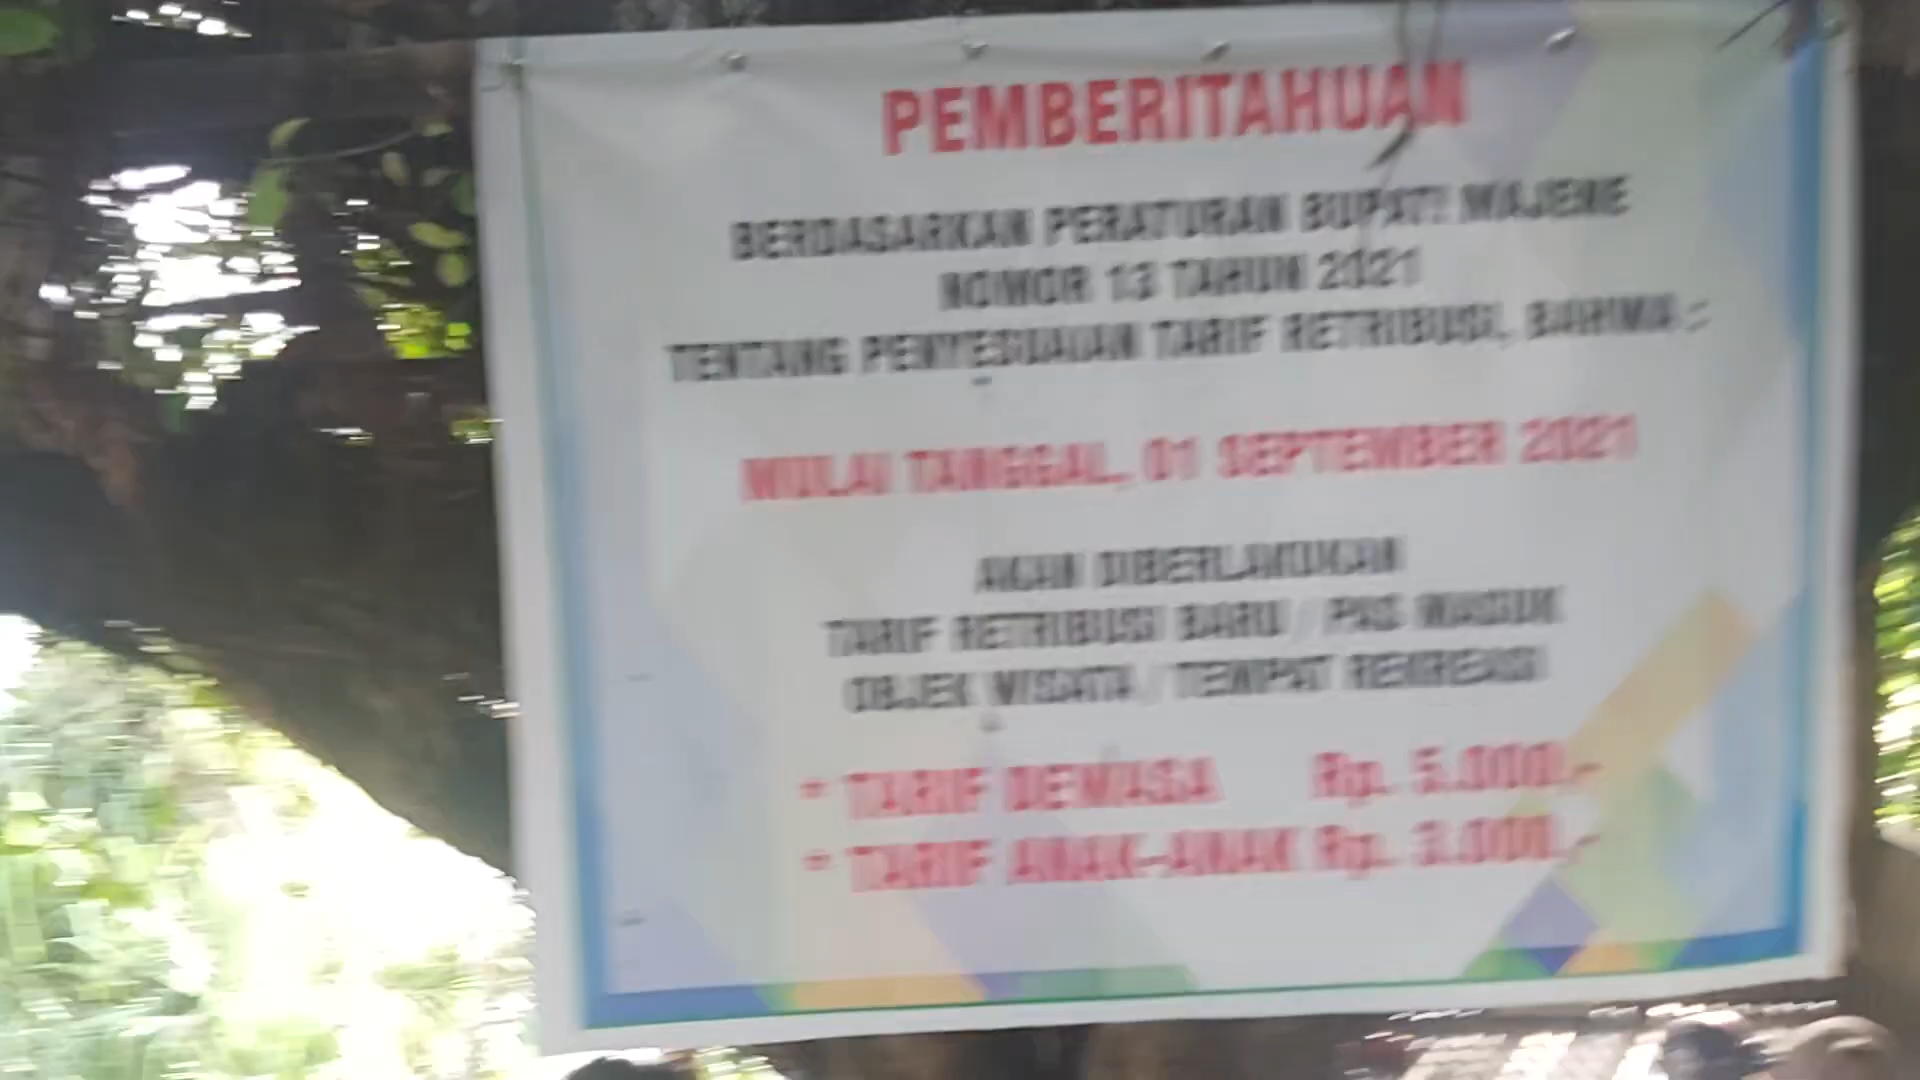 PEMBERITAHUAN
BERDASARKAN PERATURAN BUPATI MAJENE
NOMOR 13 TAHUN 2021
TENTANG PENYESUAIAN TARIF RETRIBUSI, BAHWA :
MULAI TANGGAL, 01 SEPTEMBER 2021
AKAN DIBERLAKUKAN
TARIF RETRIBUSI BARU / PAS MASUK
OBJEK WISATA / TEMPAT REKREASI
* TARIF DEWASA Rp. 5.000,-
* TARIF ANAK-ANAK Rp. 3.000,-